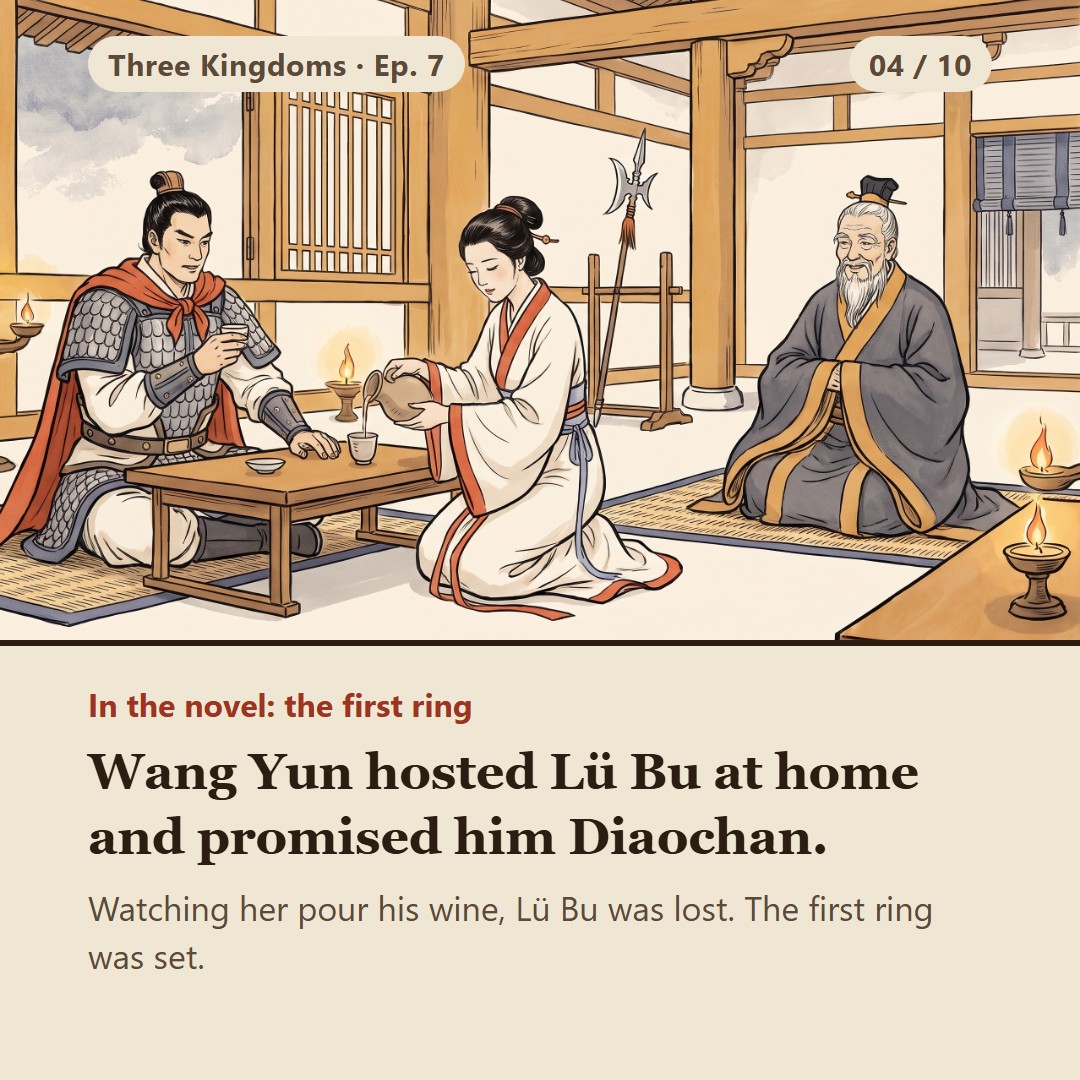 Three Kingdoms · Ep. 7
04 / 10
In the novel: the first ring
Wang Yun hosted Lü Bu at home
and promised him Diaochan.
Watching her pour his wine, Lü Bu was lost. The first ring
was set.